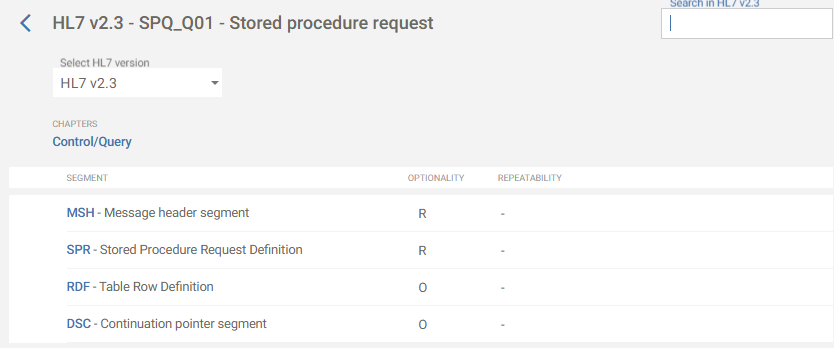 HL7 v2.3 - SPQ_Q01 - Stored procedure request
Search in HL7 v2.3
Select HL7 version
HL7 v2.3
CHAPTERS
Control/Query
SEGMENT OPTIONALITY REPEATABILITY
MSH - Message header segment R -
SPR - Stored Procedure Request Definition R -
RDF - Table Row Definition O -
DSC - Continuation pointer segment O -